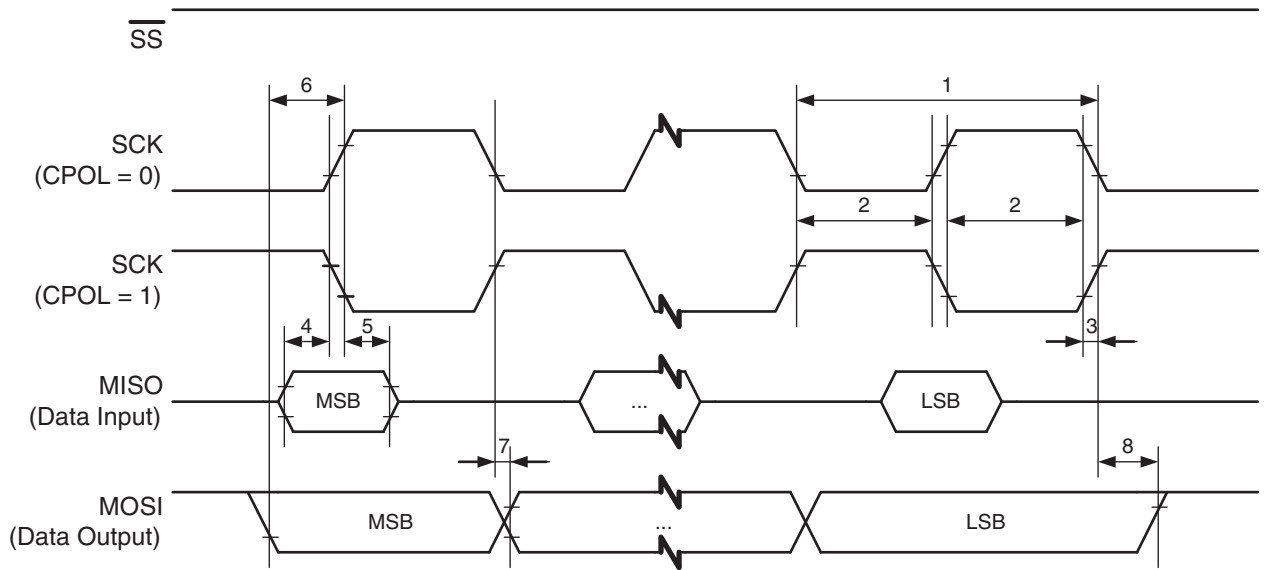 SS
6
1
SCK
(CPOL = 0)
2
2
SCK
(CPOL = 1)
4
5
3
MISO
(Data Input)
MSB
...
LSB
7
8
MOSI
(Data Output)
MSB
...
LSB